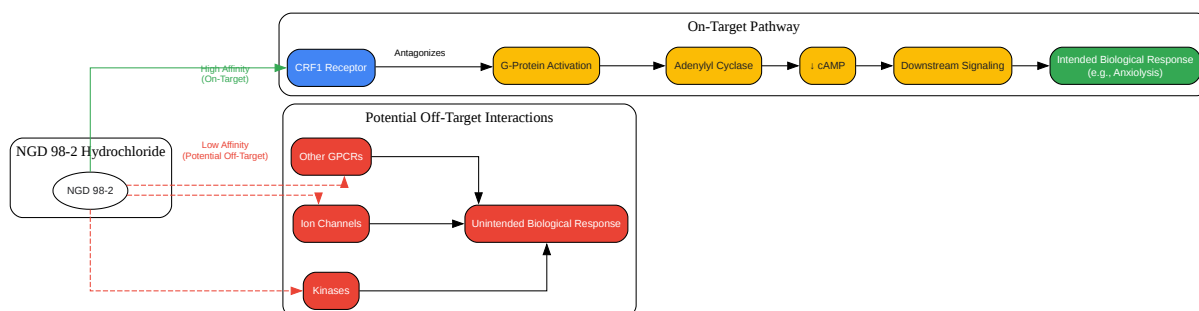 On-Target Pathway
High Affinity
(On-Target)
CRF1 Receptor
Antagonizes
G-Protein Activation
Adenylyl Cyclase
↓ cAMP
Downstream Signaling
Intended Biological Response
(e.g., Anxiolysis)
Potential Off-Target Interactions
NGD 98-2 Hydrochloride
Low Affinity
(Potential Off-Target)
Other GPCRs
NGD 98-2
Ion Channels
Unintended Biological Response
Kinases